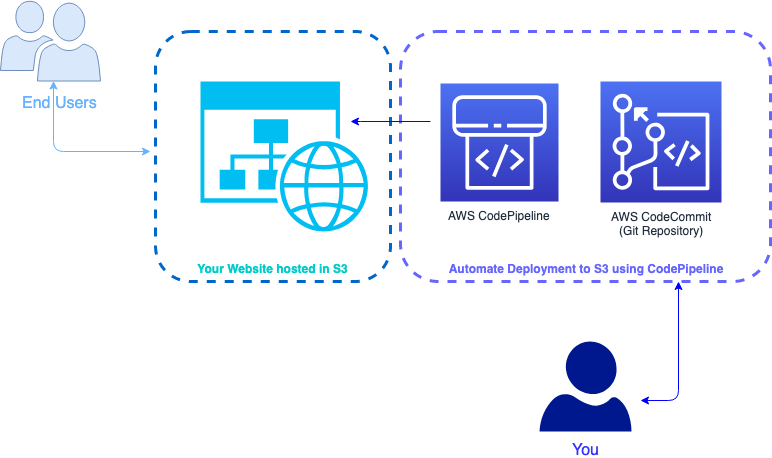 End Users
AWS CodePipeline
AWS CodeCommit
(Git Repository)
Your Website hosted in S3
Automate Deployment to S3 using CodePipeline
You